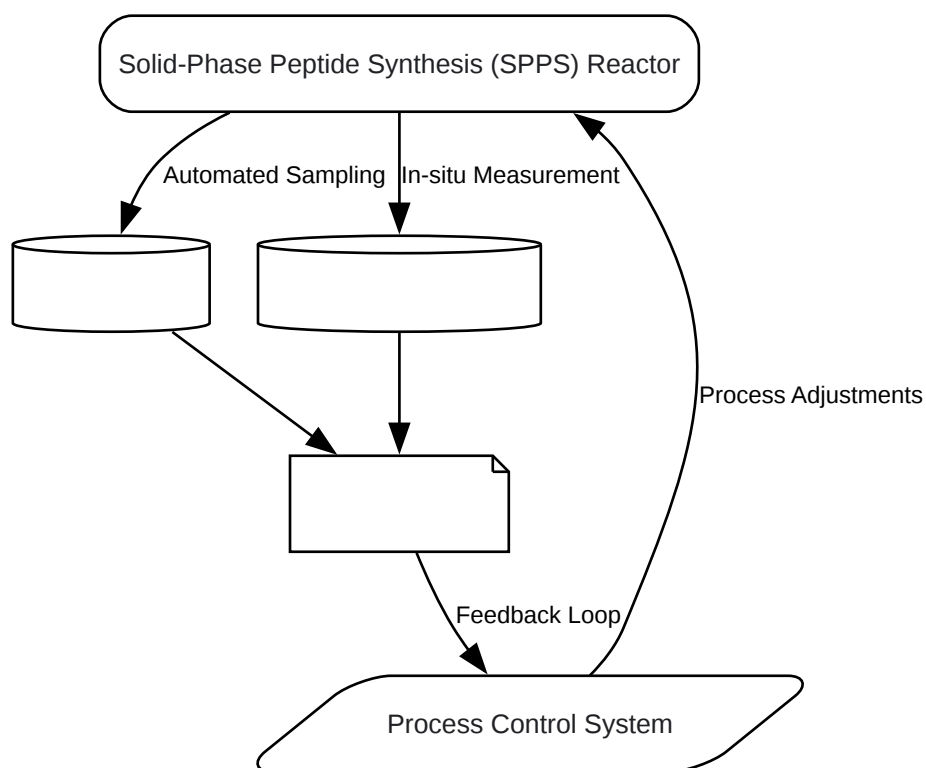 Solid-Phase Peptide Synthesis (SPPS) Reactor
Automated Sampling
In-situ Measurement
Process Adjustments
Feedback Loop
Process Control System